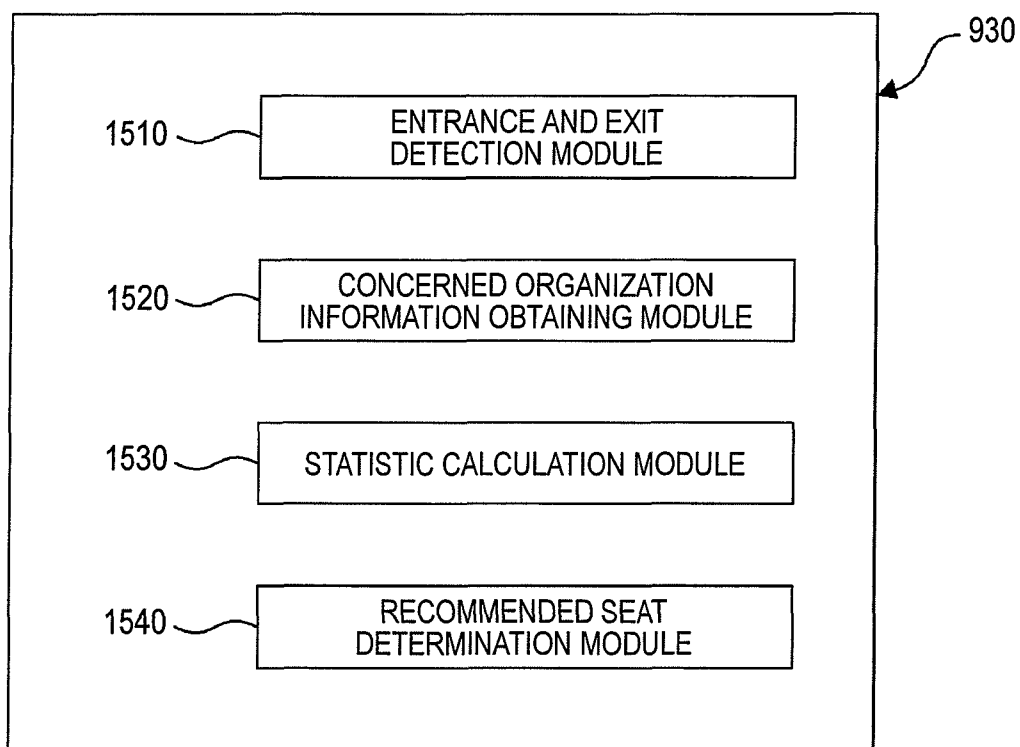 930
1510
ENTRANCE AND EXIT
DETECTION MODULE
1520
CONCERNED ORGANIZATION
INFORMATION OBTAINING MODULE
1530
STATISTIC CALCULATION MODULE
1540
RECOMMENDED SEAT
DETERMINATION MODULE